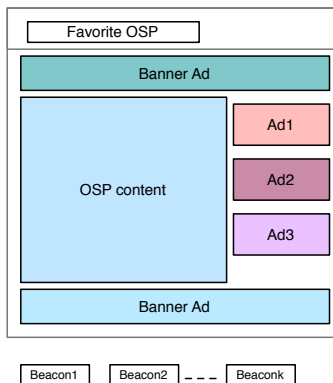 Favorite OSP
Banner Ad
Ad1
OSP content
Ad2
Ad3
Banner Ad
Beacon1 Beacon2 Beaconk